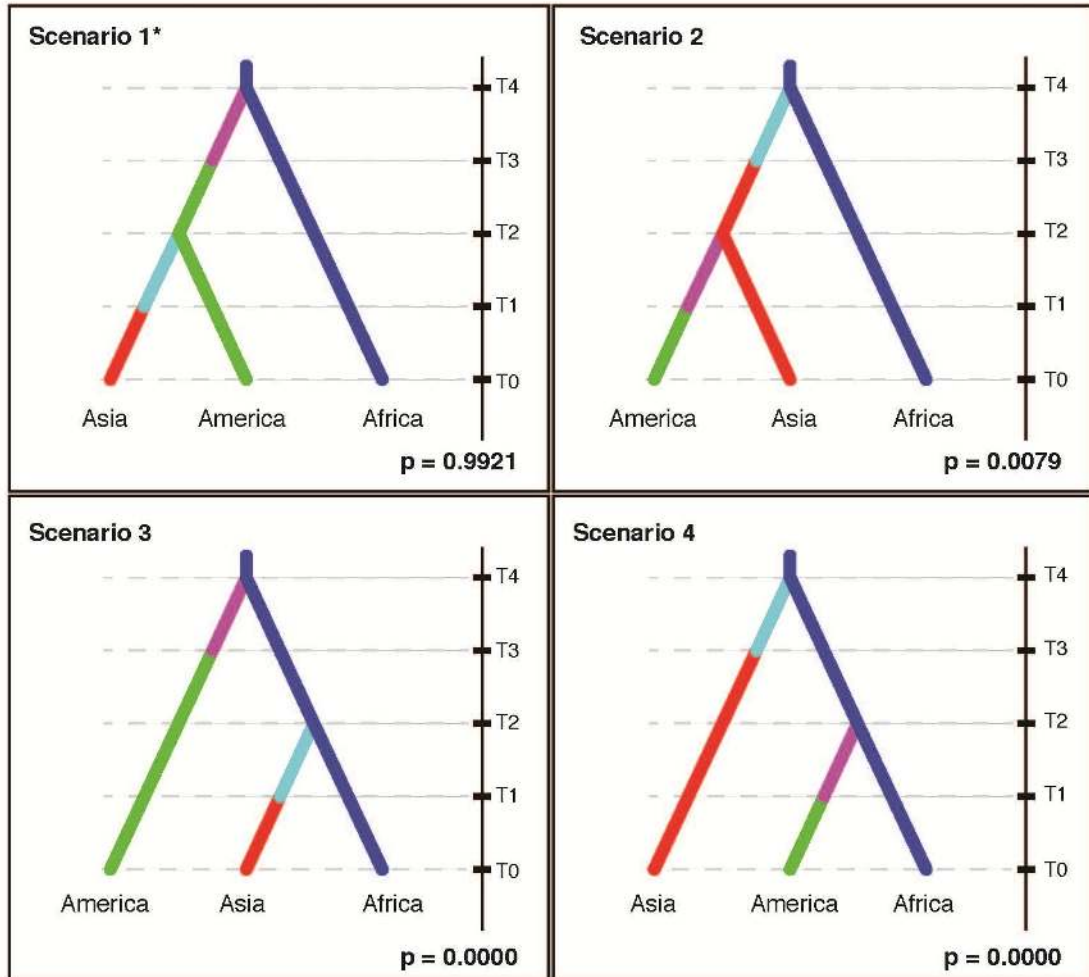 Scenario 1*
T4
T3
T2
T1
T0
Asia America Africa
p = 0.9921
Scenario 2
T4
T3
T2
T1
T0
America Asia Africa
p = 0.0079
Scenario 3
T4
T3
T2
T1
T0
America Asia Africa
p = 0.0000
Scenario 4
T4
T3
T2
T1
T0
Asia America Africa
p = 0.0000